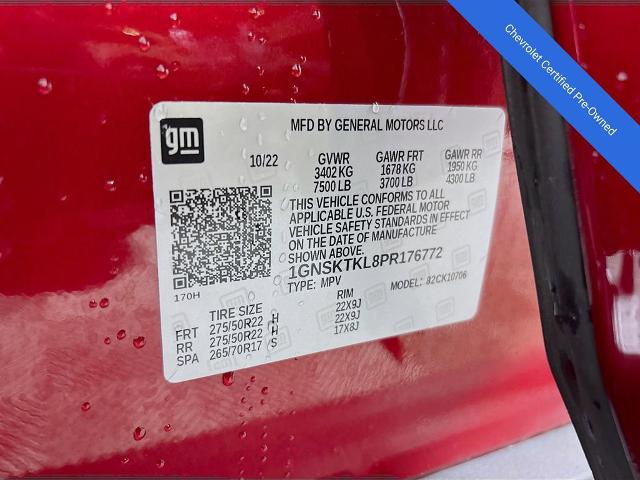 Chevrolet Certified Pre-Owned
gm
MFD BY GENERAL MOTORS LLC
10/22 GVWR GAWR FRT GAWR RR
3402 KG 1678 KG 1950 KG
7500 LB 3700 LB 4300 LB
THIS VEHICLE CONFORMS TO ALL
APPLICABLE U.S. FEDERAL MOTOR
VEHICLE SAFETY STANDARDS IN EFFECT
ON THE DATE OF MANUFACTURE
SHOWN ABOVE.
1GNSKTKL8PR176772
TYPE: MPV MODEL: 82CK10706
170H
TIRE SIZE RIM
FRT 275/50R22 H 22X9J
RR 275/50R22 H 22X9J
SPA 265/70R17 S 17X8J